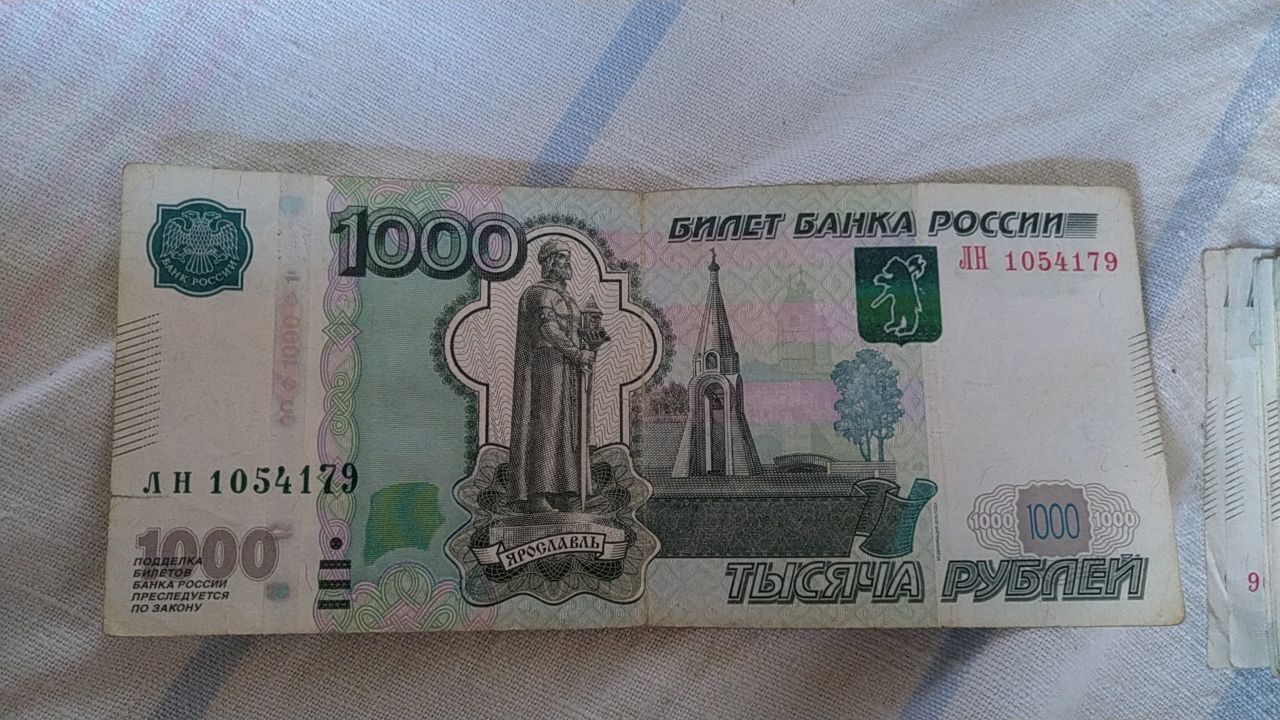 1000
БИЛЕТ БАНКА РОССИИ
ЛН 1054179
БАНК РОССИИ
ЛН 1054179
1000
ПОДДЕЛКА
БИЛЕТОВ
БАНКА РОССИИ
ПРЕСЛЕДУЕТСЯ
ПО ЗАКОНУ
ЯРОСЛАВЛЬ
1000 1000 1000
ТЫСЯЧА РУБЛЕЙ
9